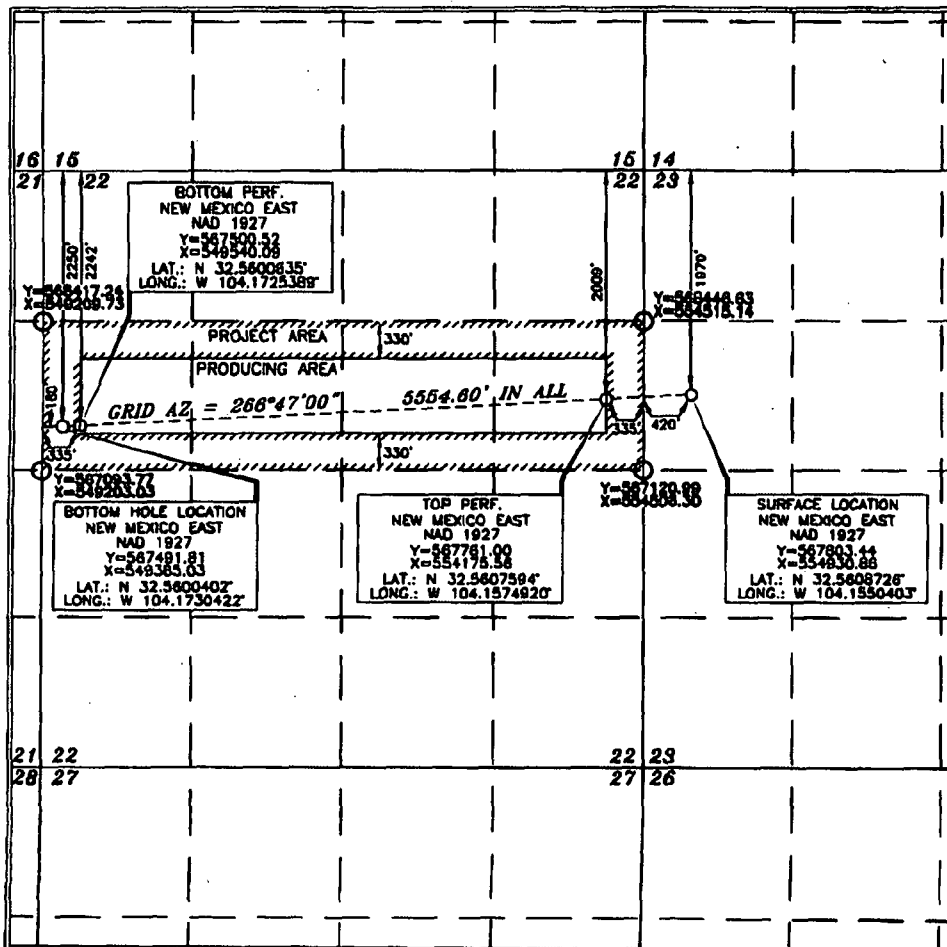 16 15
21 22
15 14
22 23
BOTTOM PERF.
NEW MEXICO EAST
NAD 1927
Y=567500.52
X=549540.09
LAT.: N 32.5600835°
LONG.: W 104.1725389°
2250'
2242'
2009'
1970'
Y=568417.24
X=549209.73
Y=568448.83
X=554515.14
PROJECT AREA
330'
PRODUCING AREA
180'
GRID AZ = 266°47'00"
5554.60' IN ALL
335'
335'
420'
330'
Y=567093.77
X=549203.03
Y=567120.99
X=554508.30
BOTTOM HOLE LOCATION
NEW MEXICO EAST
NAD 1927
Y=567491.81
X=549385.03
LAT.: N 32.5600402°
LONG.: W 104.1730422°
TOP PERF.
NEW MEXICO EAST
NAD 1927
Y=567761.00
X=554175.58
LAT.: N 32.5607594°
LONG.: W 104.1574920°
SURFACE LOCATION
NEW MEXICO EAST
NAD 1927
Y=567803.44
X=554930.88
LAT.: N 32.5608726°
LONG.: W 104.1550403°
21 22
28 27
22 23
27 26